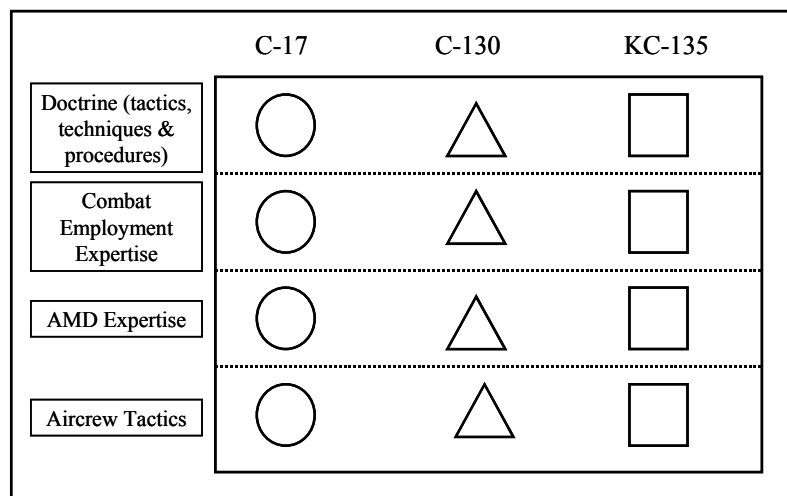 C-17 C-130 KC-135
Doctrine (tactics,
techniques &
procedures)
Combat
Employment
Expertise
AMD Expertise
Aircrew Tactics